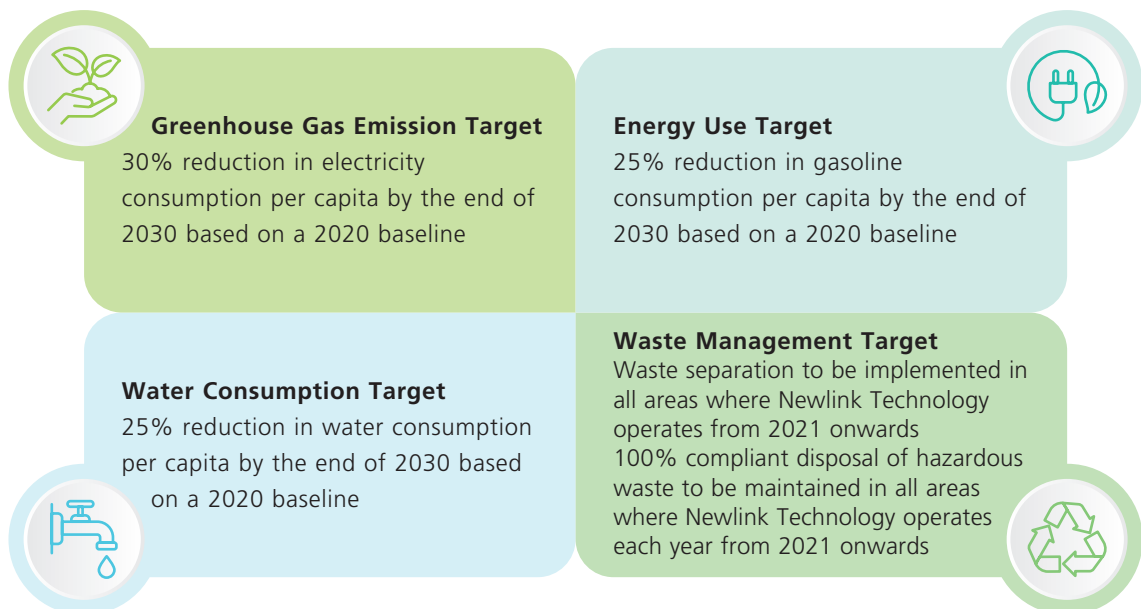 Greenhouse Gas Emission Target
30% reduction in electricity
consumption per capita by the end of
2030 based on a 2020 baseline
Energy Use Target
25% reduction in gasoline
consumption per capita by the end of
2030 based on a 2020 baseline
Water Consumption Target
25% reduction in water consumption
per capita by the end of 2030 based
on a 2020 baseline
Waste Management Target
Waste separation to be implemented in
all areas where Newlink Technology
operates from 2021 onwards
100% compliant disposal of hazardous
waste to be maintained in all areas
where Newlink Technology operates
each year from 2021 onwards